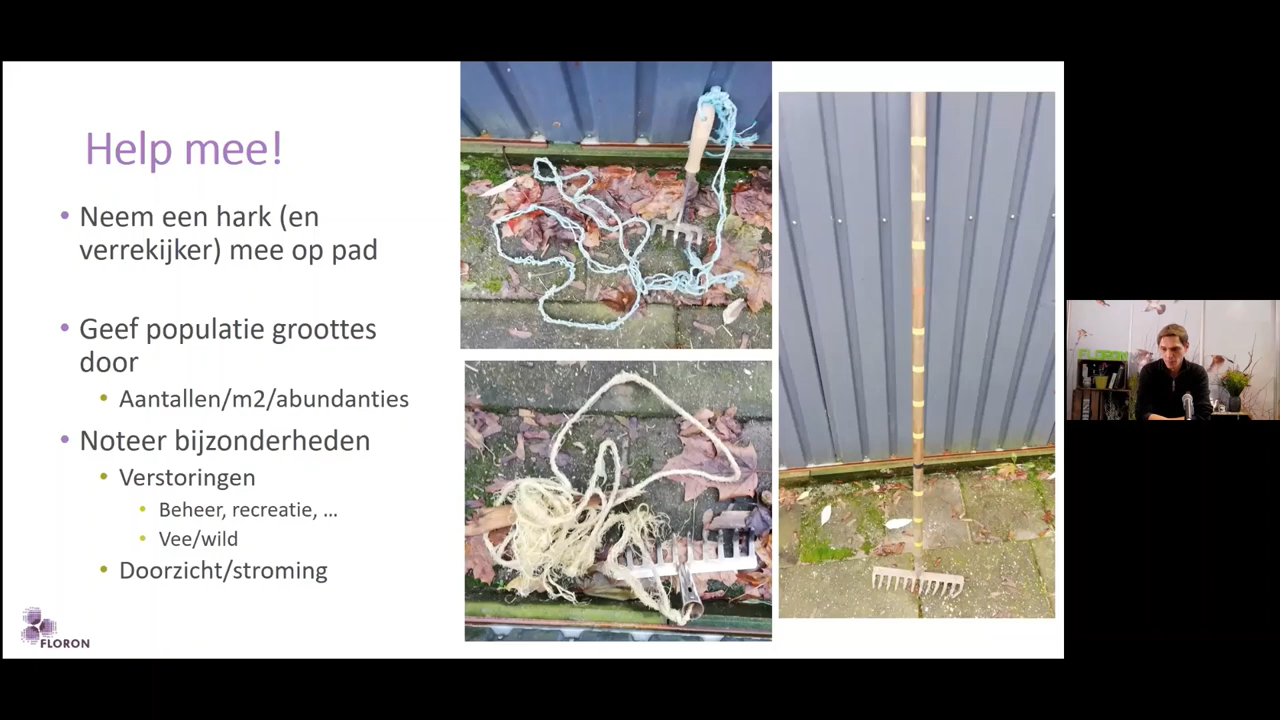 Help mee!
• Neem een hark (en
verrekijker) mee op pad
• Geef populatie groottes
door
• Aantallen/m2/abundanties
• Noteer bijzonderheden
• Verstoringen
• Beheer, recreatie, ...
• Vee/wild
• Doorzicht/stroming
FLORON
FLORON